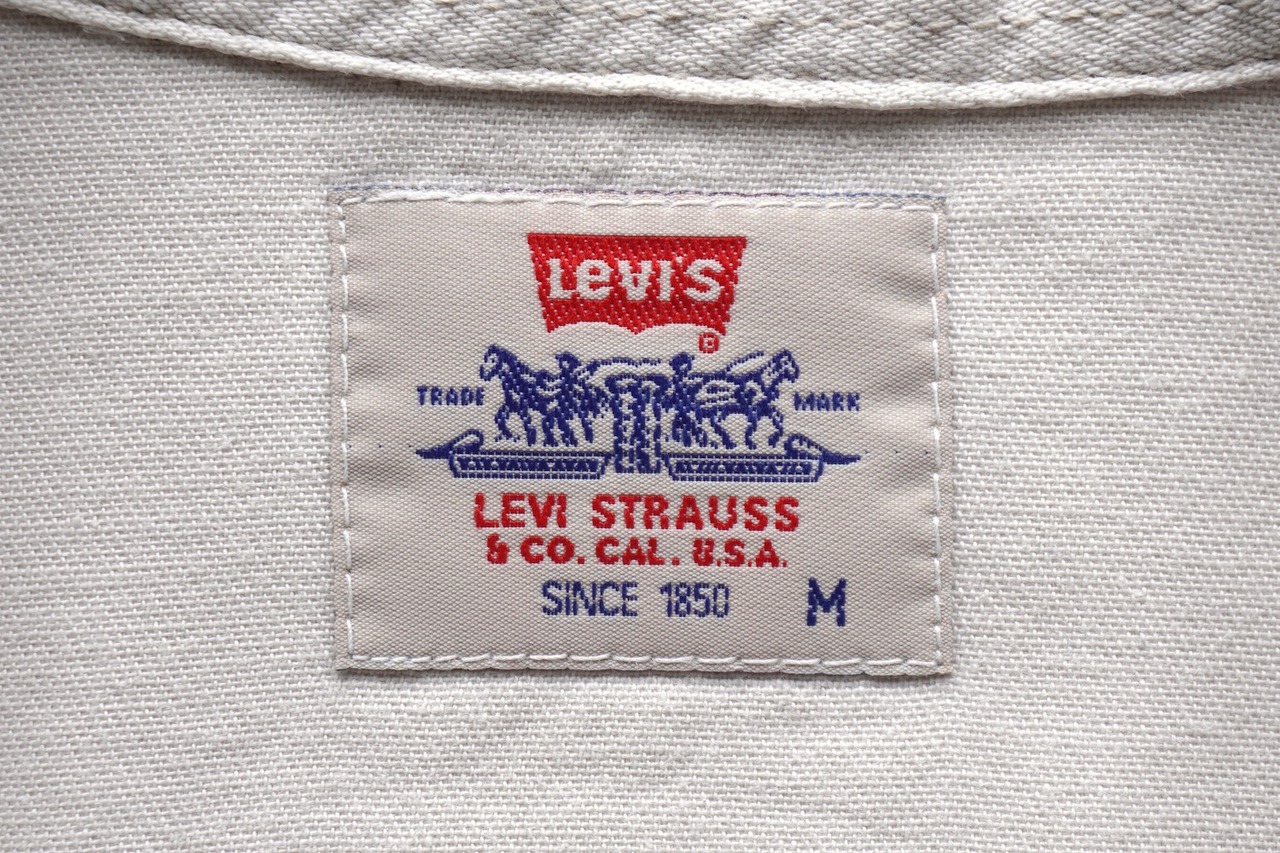 LeVI'S
®
TRADE MARK
LEVI STRAUSS
& CO. CAL. U.S.A.
SINCE 1850 M